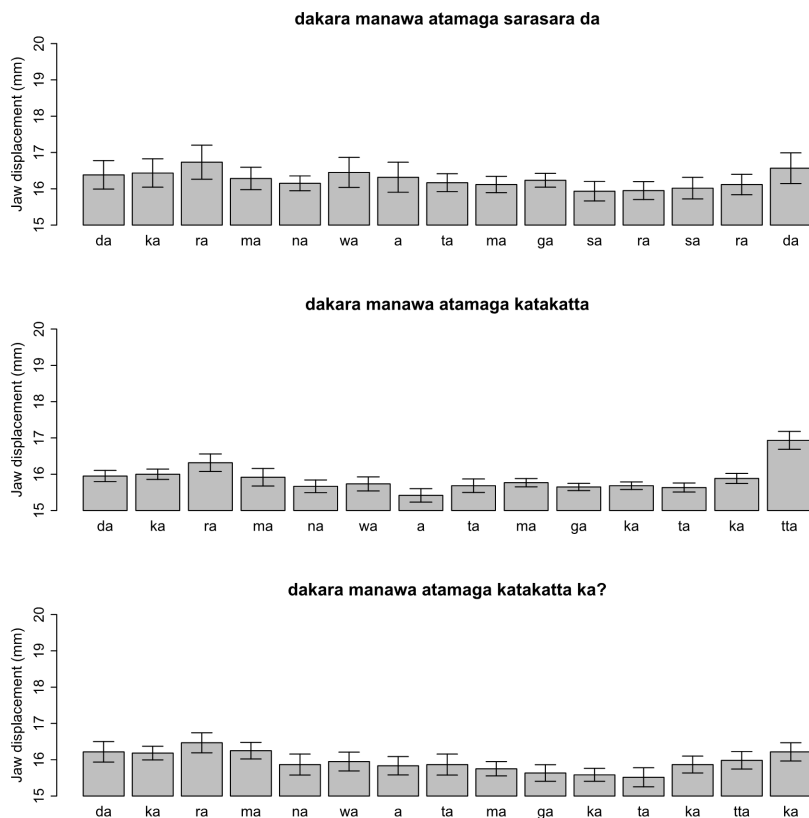 dakara manawa atamaga sarasara da
Jaw displacement (mm)
20
19
18
17
16
15
da ka ra ma na wa a ta ma ga sa ra sa ra da
dakara manawa atamaga katakatta
Jaw displacement (mm)
20
19
18
17
16
15
da ka ra ma na wa a ta ma ga ka ta ka tta
dakara manawa atamaga katakatta ka?
Jaw displacement (mm)
20
19
18
17
16
15
da ka ra ma na wa a ta ma ga ka ta ka tta ka